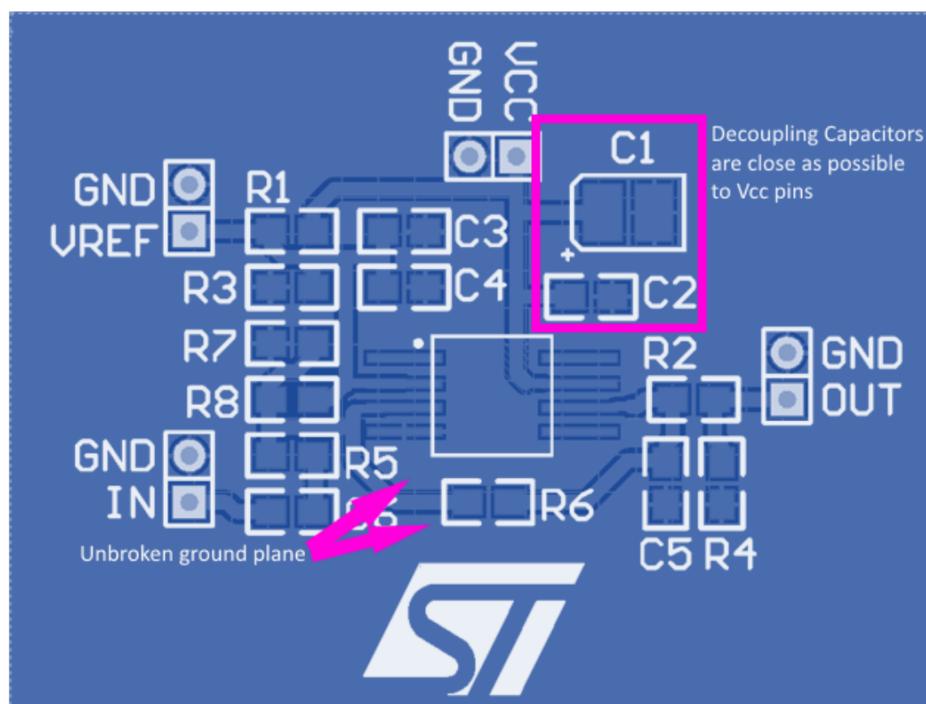 GND
VCC
C1
Decoupling Capacitors
are close as possible
to Vcc pins
GND
R1
VREF
C3
R3
C4
C2
R7
R2
GND
R8
OUT
GND
R5
IN
R6
Unbroken ground plane
C5
R4
ST